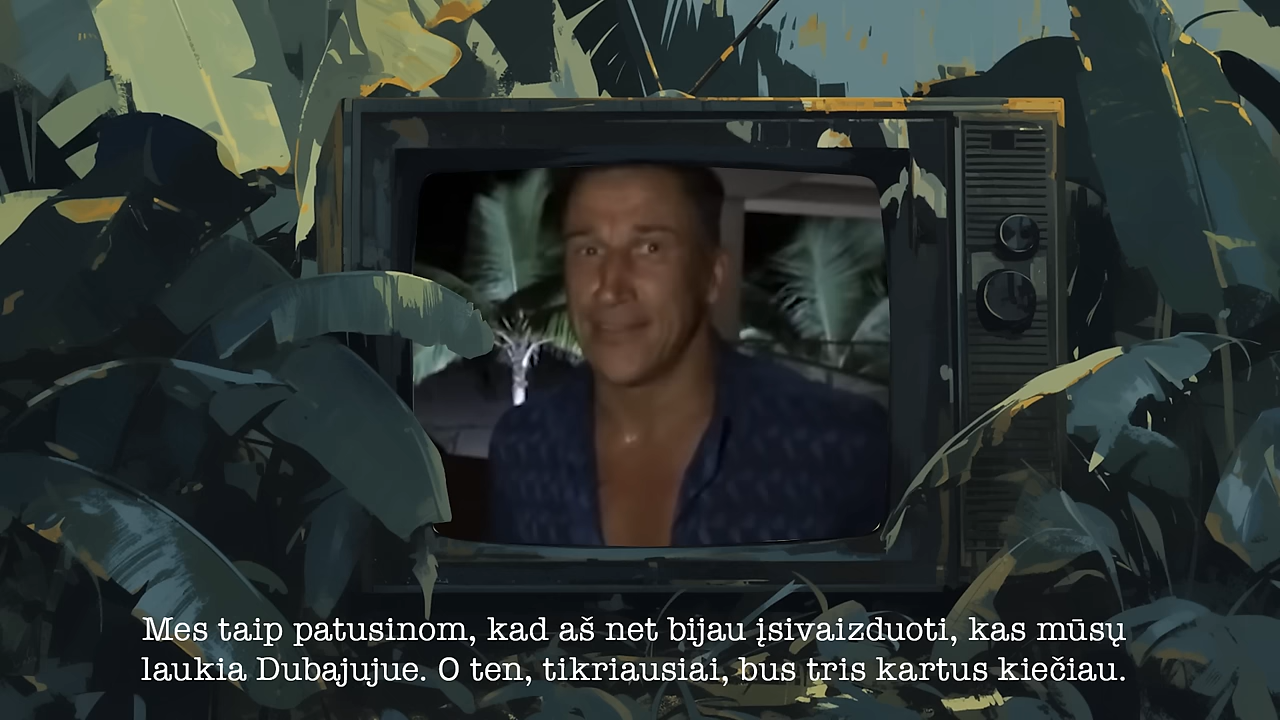 Mes taip patusinom, kad aš net bijau įsivaizduoti, kas mūsų
laukia Dubajujue. O ten, tikriausiai, bus tris kartus kiečiau.